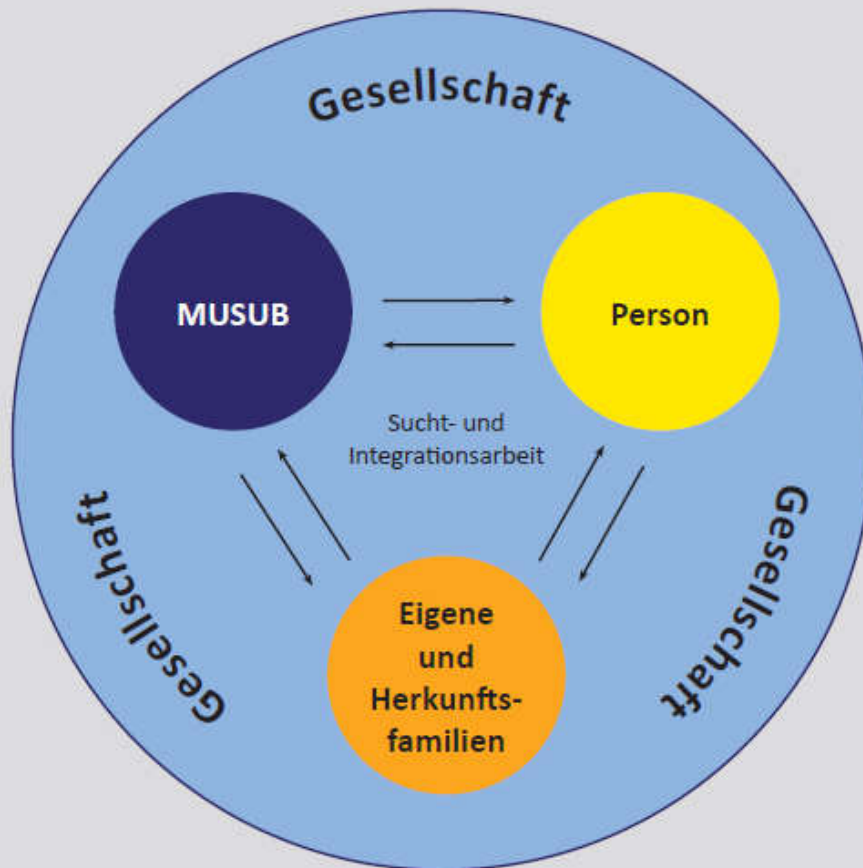 Gesellschaft
MUSUB
Person
Sucht- und
Integrationsarbeit
Gesellschaft
Gesellschaft
Eigene
und
Herkunfts-
familien